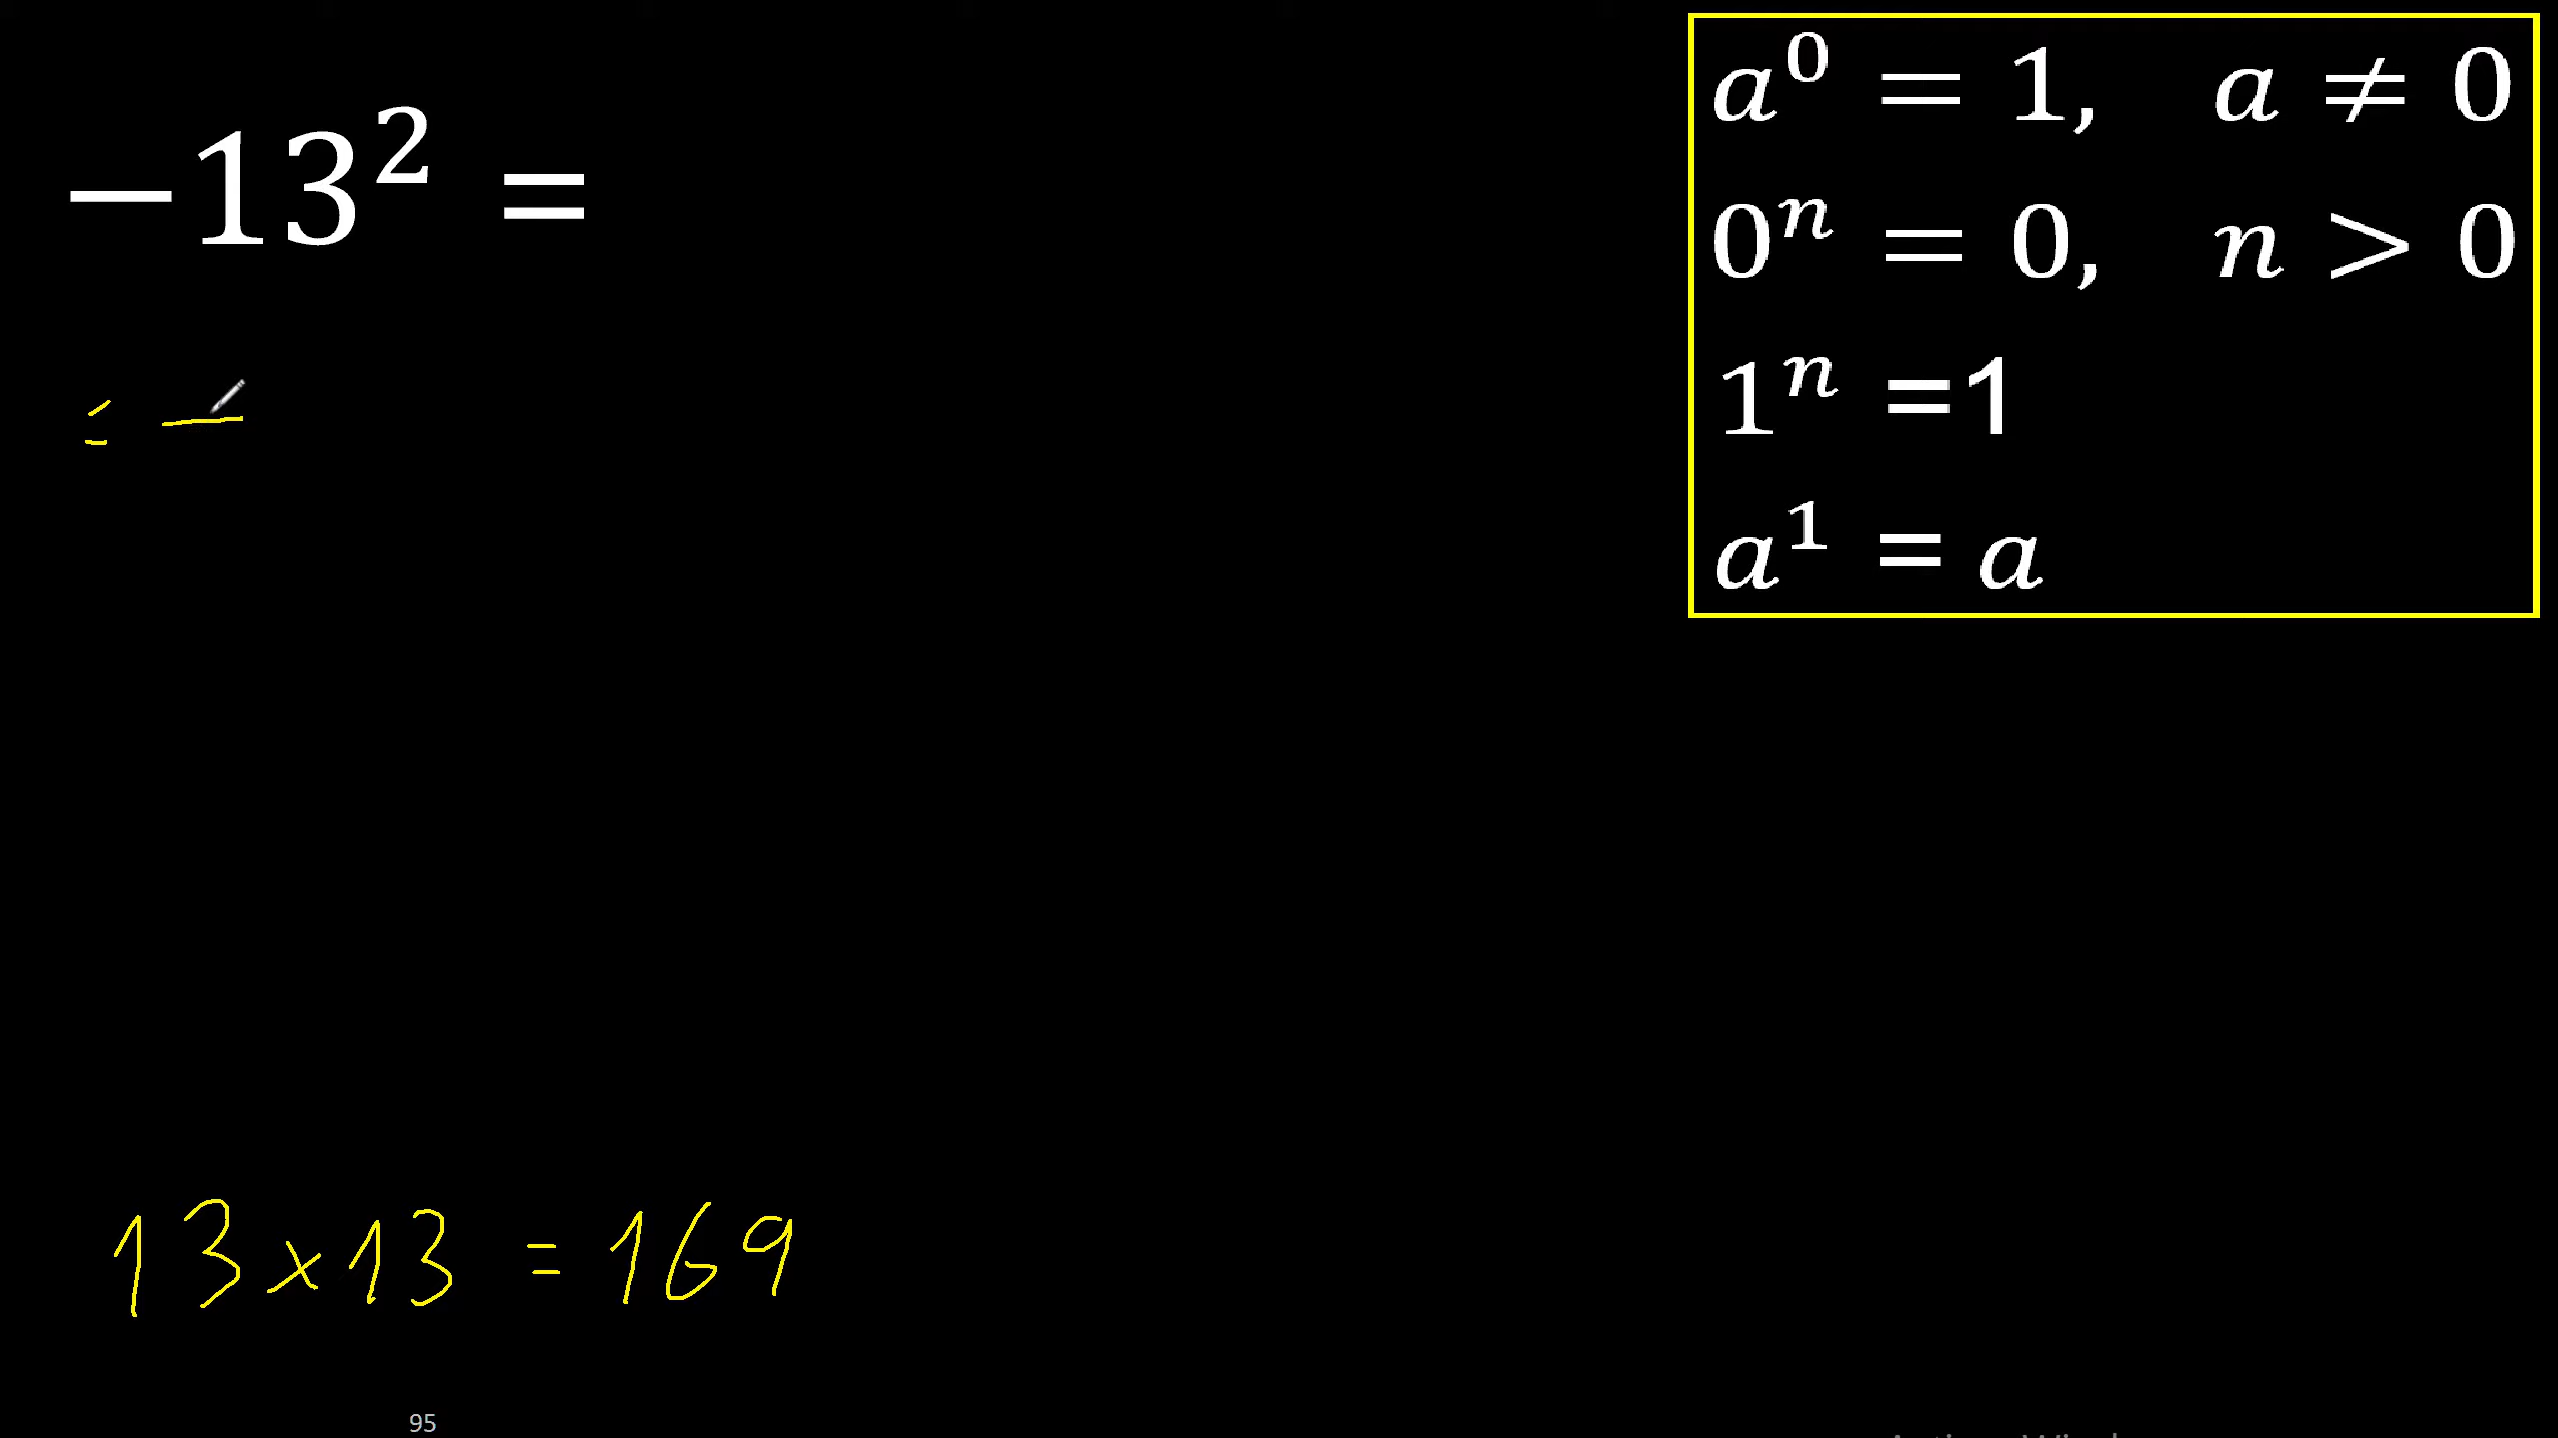 −13² =
= −
13 × 13 = 169
95
a⁰ = 1, a ≠ 0
0ⁿ = 0, n > 0
1ⁿ =1
a¹ = a